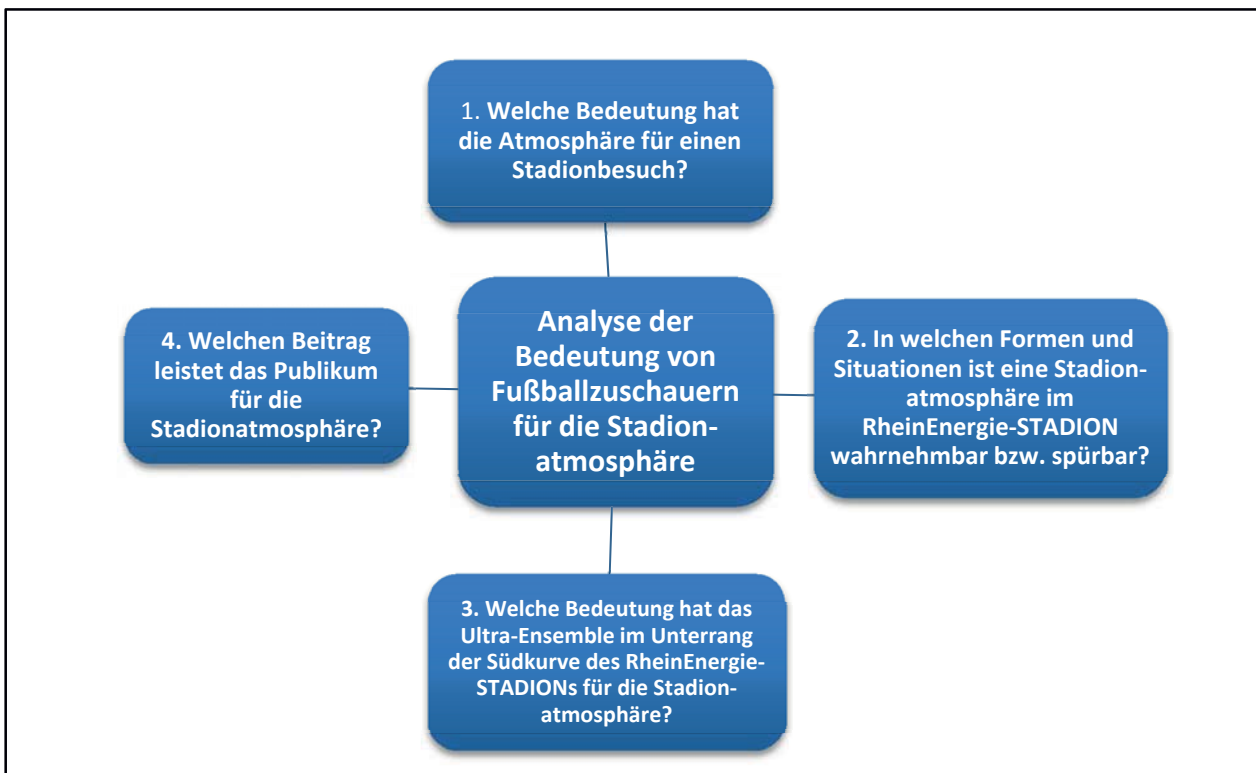 1. Welche Bedeutung hat
die Atmosphäre für einen
Stadionbesuch?
Analyse der
Bedeutung von
Fußballzuschauern
für die Stadion-
atmosphäre
2. In welchen Formen und
Situationen ist eine Stadion-
atmosphäre im
RheinEnergie-STADION
wahrnehmbar bzw. spürbar?
3. Welche Bedeutung hat das
Ultra-Ensemble im Unterrang
der Südkurve des RheinEnergie-
STADIONs für die Stadion-
atmosphäre?
4. Welchen Beitrag
leistet das Publikum
für die
Stadionatmosphäre?